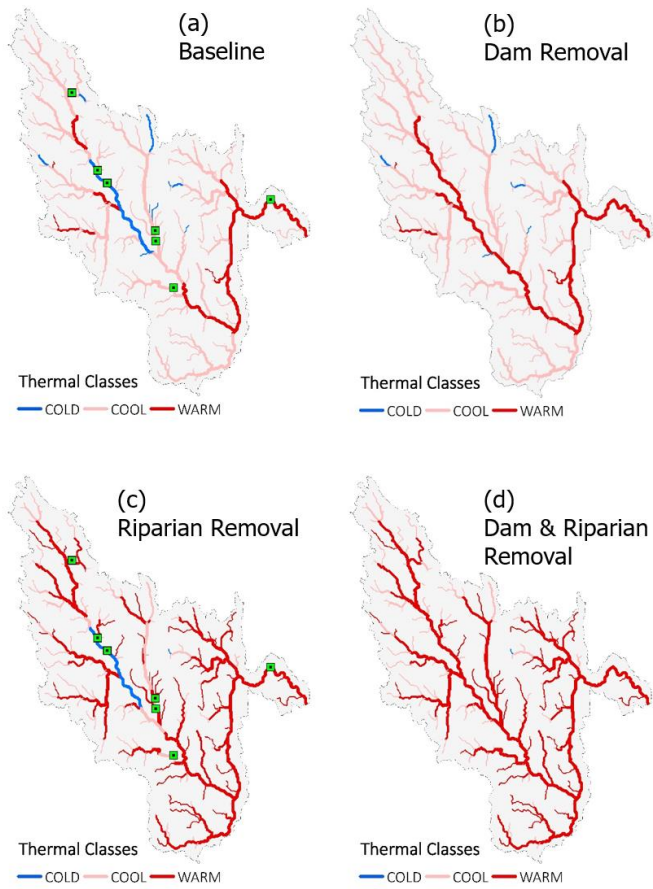 (a)
Baseline
Thermal Classes
COLD COOL WARM
(b)
Dam Removal
Thermal Classes
COLD COOL WARM
(c)
Riparian Removal
Thermal Classes
COLD COOL WARM
(d)
Dam & Riparian
Removal
Thermal Classes
COLD COOL WARM